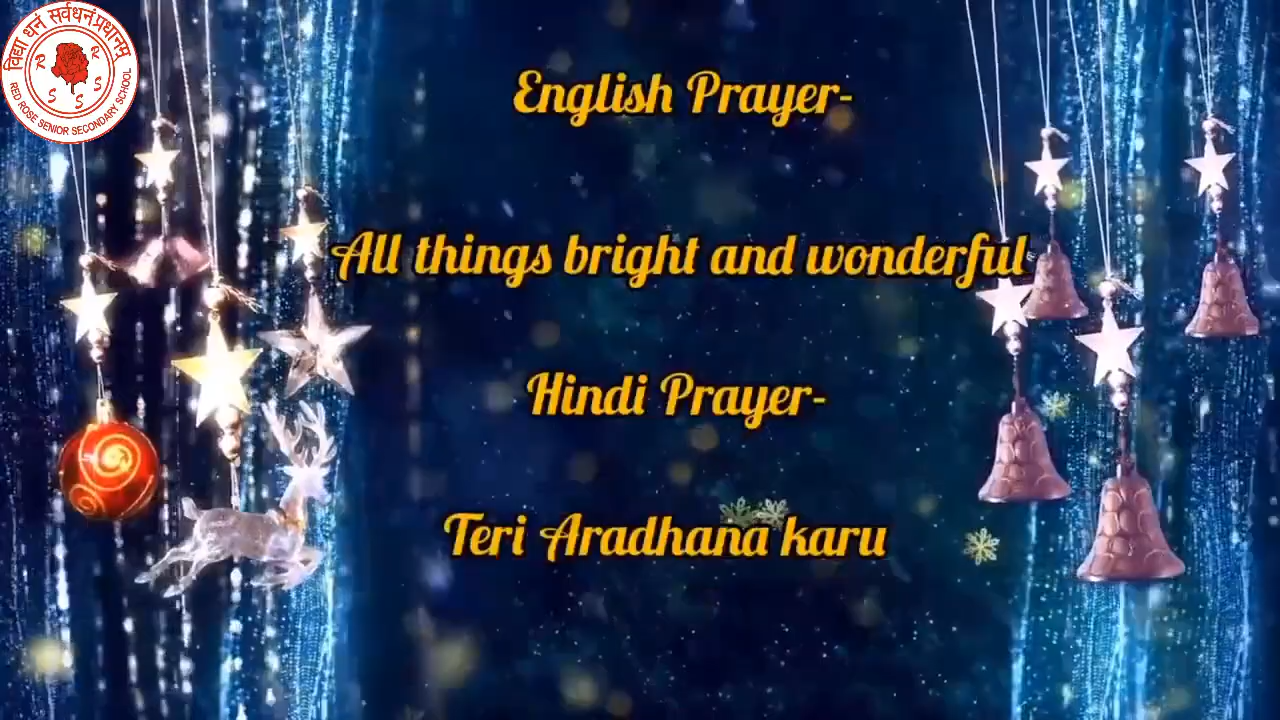 विद्या धनं सर्वधनंप्रधानम्
R R
S S S
RED ROSE SENIOR SECONDARY SCHOOL
English Prayer-
All things bright and wonderful
Hindi Prayer-
Teri Aradhana karu